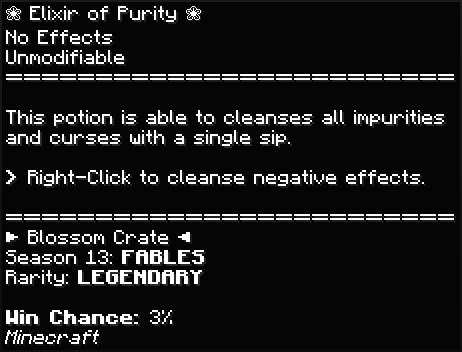 ❀ Elixir of Purity ❀
No Effects
Unmodifiable
==============================
This potion is able to cleanses all impurities
and curses with a single sip.
> Right-Click to cleanse negative effects.
==============================
► Blossom Crate ◄
Season 13: FABLES
Rarity: LEGENDARY
Win Chance: 3%
Minecraft